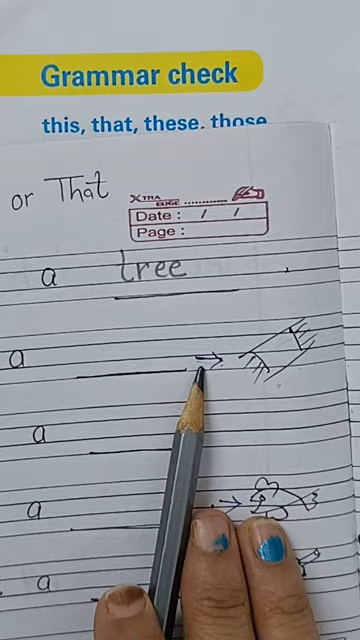 Grammar check
this, that, these, those
or That
XTRA EDGE
Date : / /
Page :
a tree .
a
a
a
a